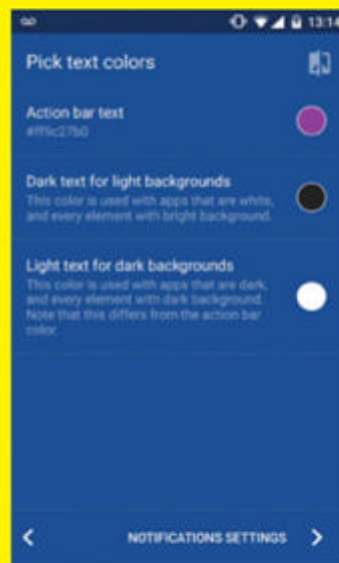 13:14
Pick text colors
Action bar text
#ff9c27b0
Dark text for light backgrounds
This color is used with apps that are white,
and every element with bright background.
Light text for dark backgrounds
This color is used with apps that are dark,
and every element with dark background.
Note that this differs from the action bar
color.
NOTIFICATIONS SETTINGS